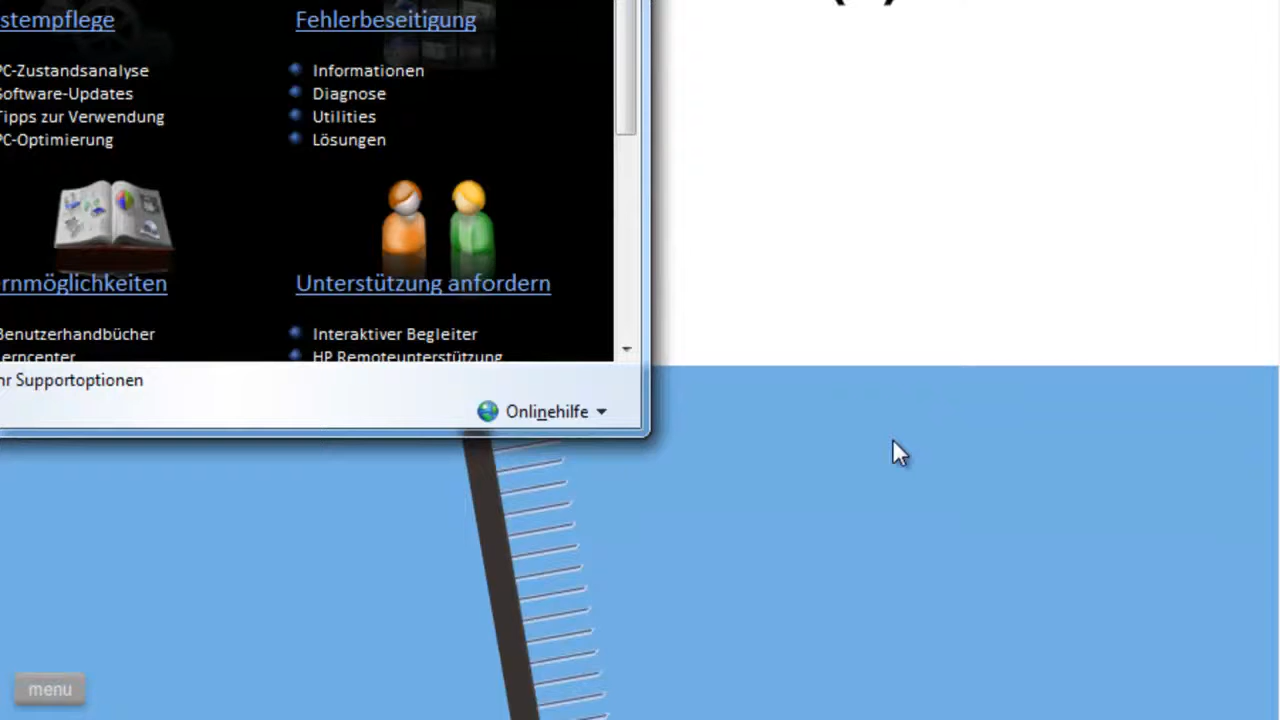 stempflege
Fehlerbeseitigung
PC-Zustandsanalyse
Software-Updates
Tipps zur Verwendung
PC-Optimierung
Informationen
Diagnose
Utilities
Lösungen
ernmöglichkeiten
Unterstützung anfordern
Benutzerhandbücher
erncenter
Interaktiver Begleiter
HP Remoteunterstützung
hr Supportoptionen
Onlinehilfe
menu